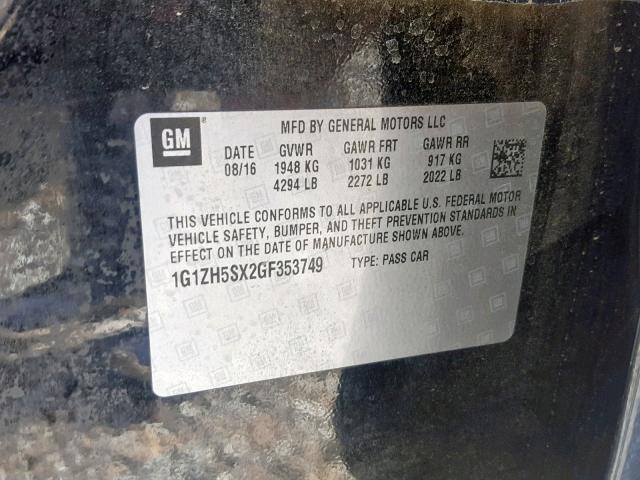 GM®
MFD BY GENERAL MOTORS LLC
DATE GVWR GAWR FRT GAWR RR
08/16 1948 KG 1031 KG 917 KG
4294 LB 2272 LB 2022 LB
THIS VEHICLE CONFORMS TO ALL APPLICABLE U.S. FEDERAL MOTOR
VEHICLE SAFETY, BUMPER, AND THEFT PREVENTION STANDARDS IN
EFFECT ON THE DATE OF MANUFACTURE SHOWN ABOVE.
1G1ZH5SX2GF353749 TYPE: PASS CAR